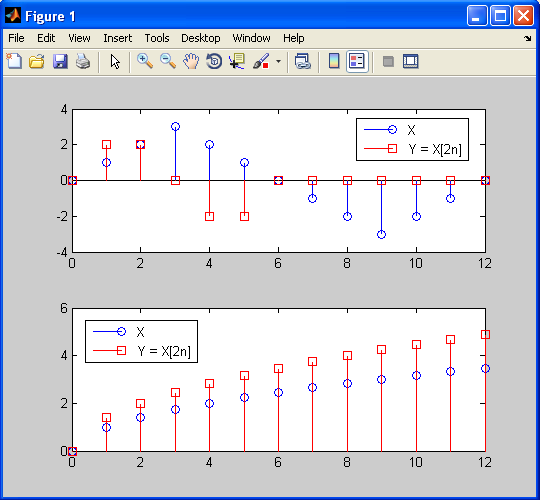 Figure 1
File Edit View Insert Tools Desktop Window Help
4
2
0
-2
-4
0 2 4 6 8 10 12
X
Y = X[2n]
6
4
2
0
0 2 4 6 8 10 12
X
Y = X[2n]